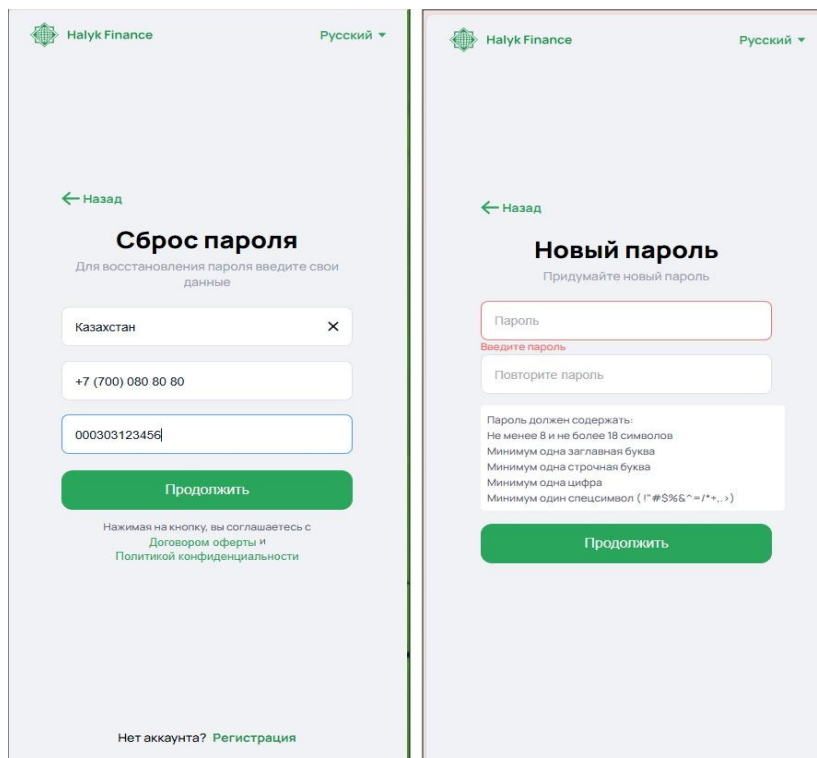 Halyk Finance
Русский
Назад
Сброс пароля
Для восстановления пароля введите свои
данные
Казахстан
+7 (700) 080 80 80
000303123456
Продолжить
Нажимая на кнопку, вы соглашаетесь с
Договором оферты и
Политикой конфиденциальности
Нет аккаунта? Регистрация
Halyk Finance
Русский
Назад
Новый пароль
Придумайте новый пароль
Пароль
Введите пароль
Повторите пароль
Пароль должен содержать:
Не менее 8 и не более 18 символов
Минимум одна заглавная буква
Минимум одна строчная буква
Минимум одна цифра
Минимум один спецсимвол ( !"#$%&^=/*+,.>)
Продолжить